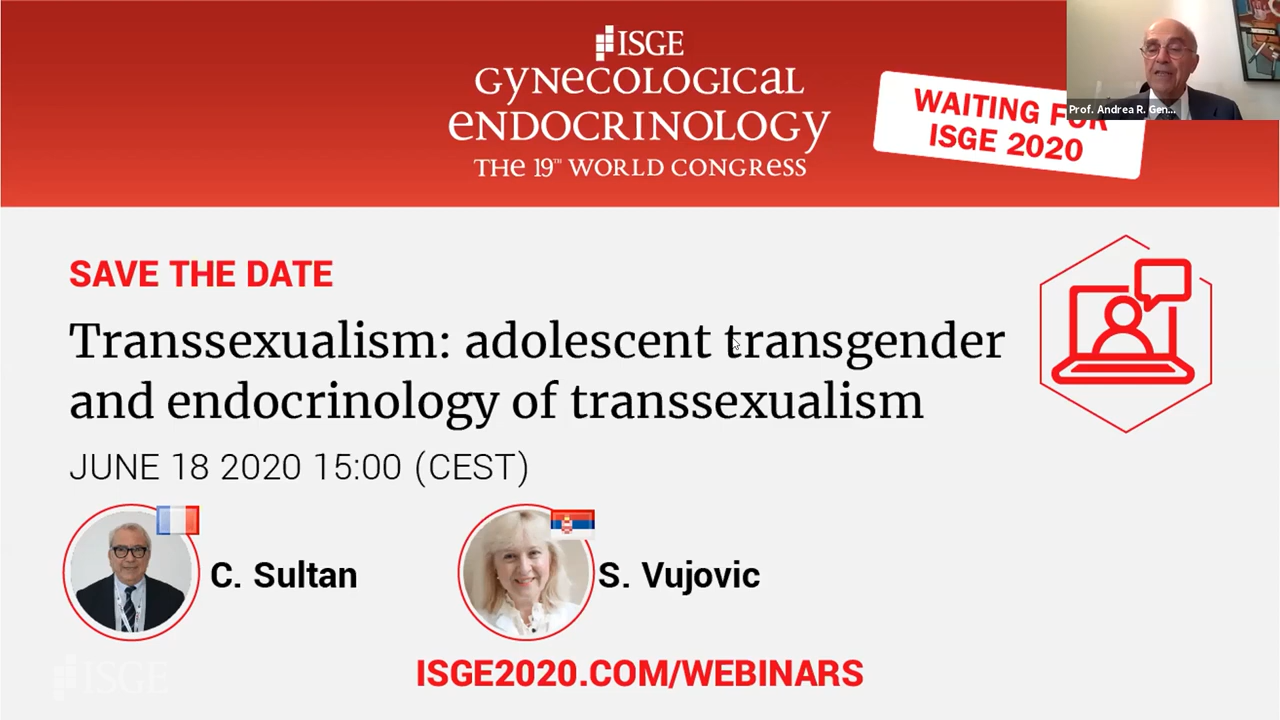 ISGE
GYNECOLOGICAL
ENDOCRINOLOGY
THE 19TH WORLD CONGRESS
WAITING FOR
ISGE 2020
Prof. Andrea R. Gen...
SAVE THE DATE
Transsexualism: adolescent transgender
and endocrinology of transsexualism
JUNE 18 2020 15:00 (CEST)
C. Sultan
S. Vujovic
ISGE2020.COM/WEBINARS
ISGE